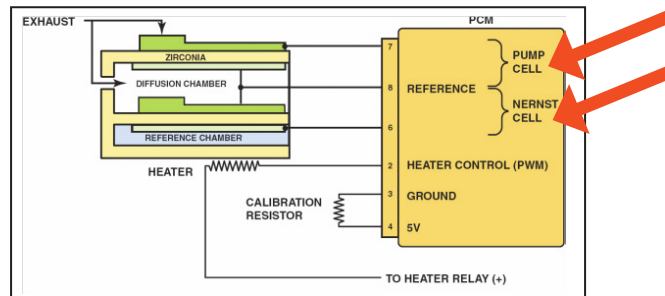 EXHAUST
PCM
ZIRCONIA
7
PUMP
CELL
DIFFUSION CHAMBER
8
REFERENCE
NERNST
CELL
REFERENCE CHAMBER
6
HEATER
2
HEATER CONTROL (PWM)
CALIBRATION
RESISTOR
3
GROUND
4
5V
TO HEATER RELAY (+)